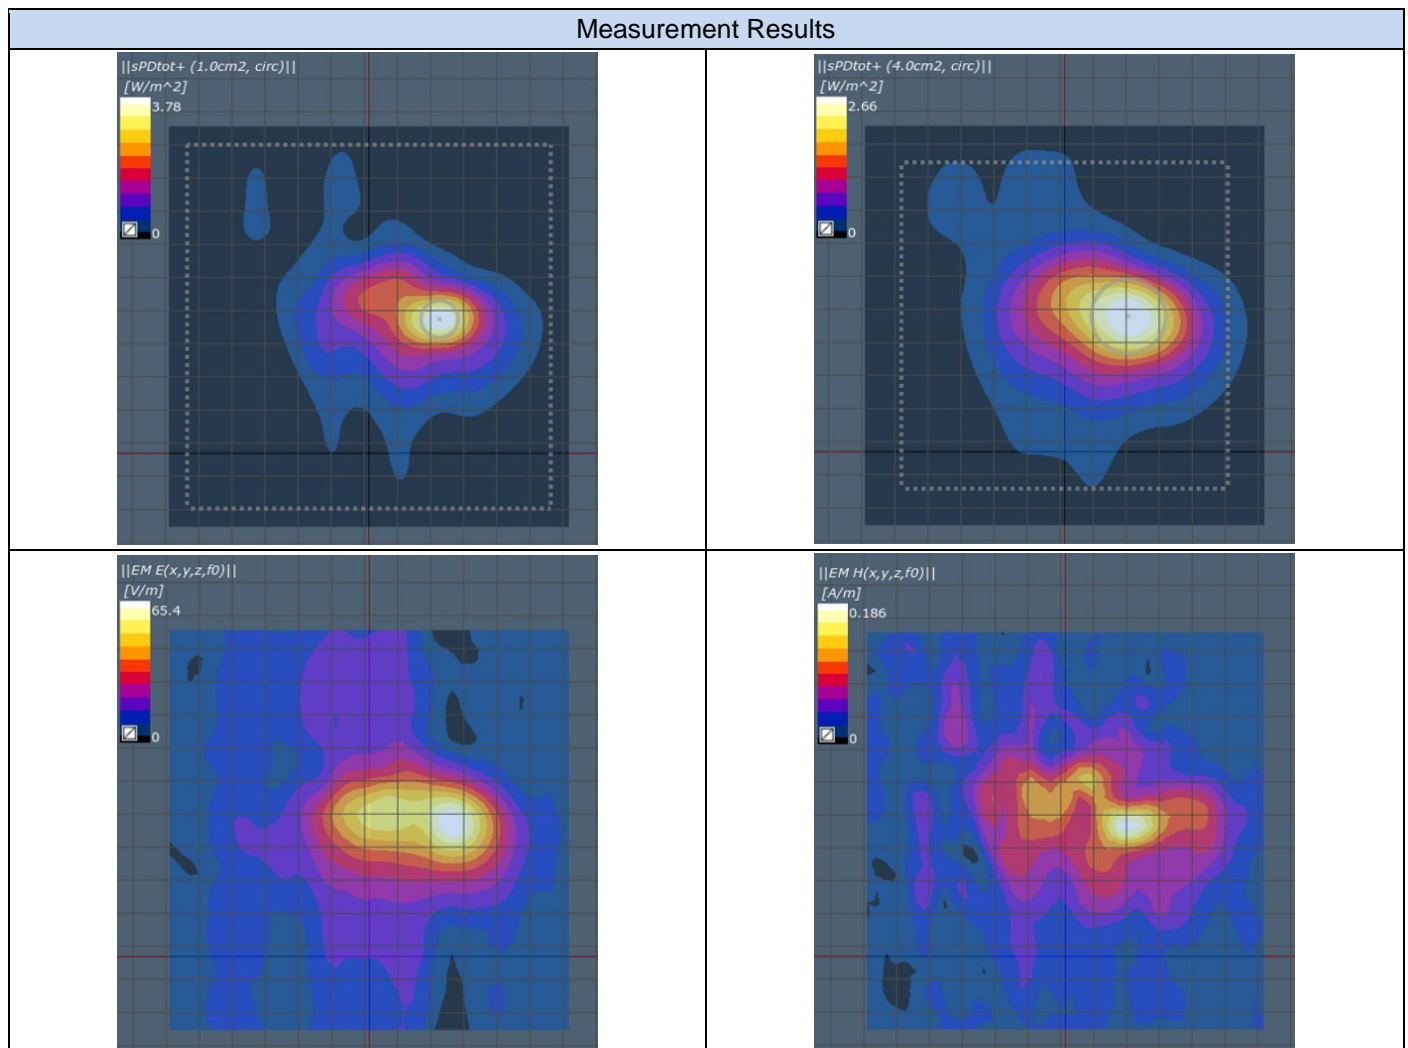 Measurement Results
||sPDtot+ (1.0cm2, circ)||
[W/m^2]
3.78
0
||sPDtot+ (4.0cm2, circ)||
[W/m^2]
2.66
0
||EM E(x,y,z,f0)||
[V/m]
65.4
0
||EM H(x,y,z,f0)||
[A/m]
0.186
0